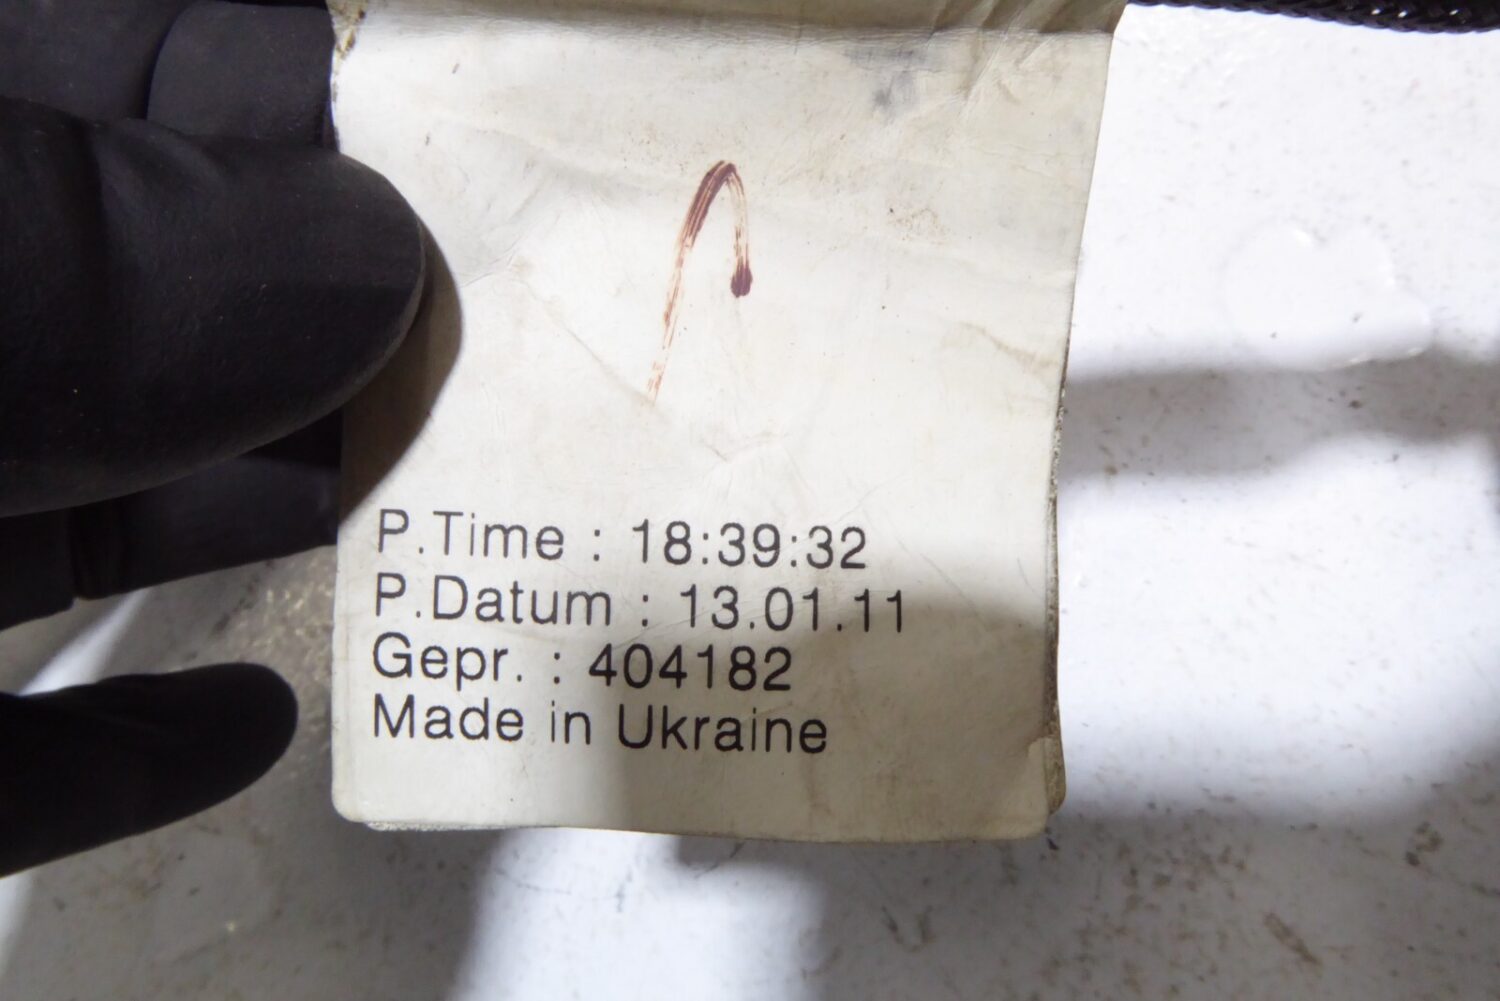 P.Time : 18:39:32
P.Datum : 13.01.11
Gepr. : 404182
Made in Ukraine